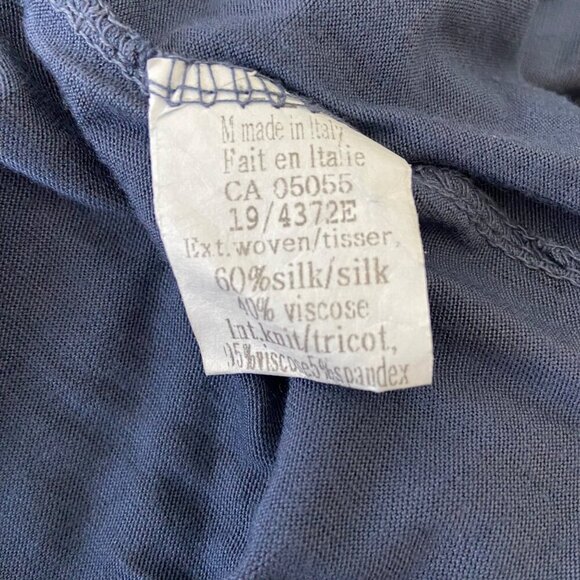 M made in Italy
Fait en Italie
CA 05055
19/4372E
Ext.woven/tisser,
60%silk/silk
40% viscose
Int.knit/tricot,
95%viscose5%spandex